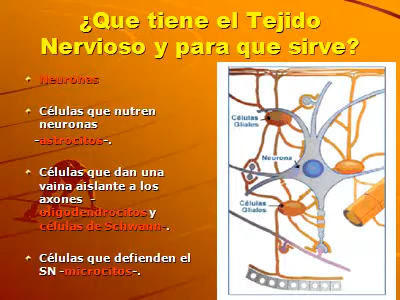 ¿Que tiene el Tejido
Nervioso y para que sirve?
Neuronas
Células que nutren
neuronas
-astrocitos-.
Células que dan una
vaina aislante a los
axones -
oligodendrocitos y
células de Schwann-.
Células que defienden el
SN -microcitos-.
Células
Gliales
Neurona
Células
Gliales